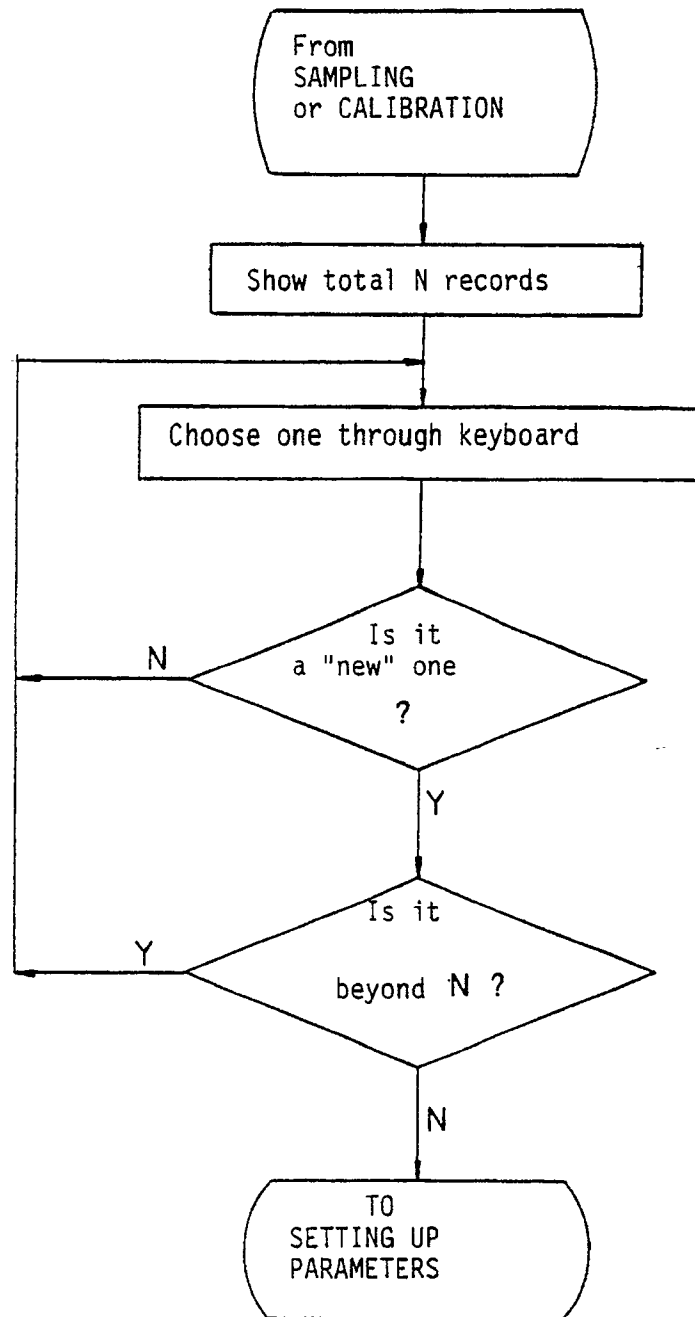 From
SAMPLING
or CALIBRATION
Show total N records
Choose one through keyboard
Is it
a "new" one
?
N
Y
Is it
beyond N ?
Y
N
TO
SETTING UP
PARAMETERS